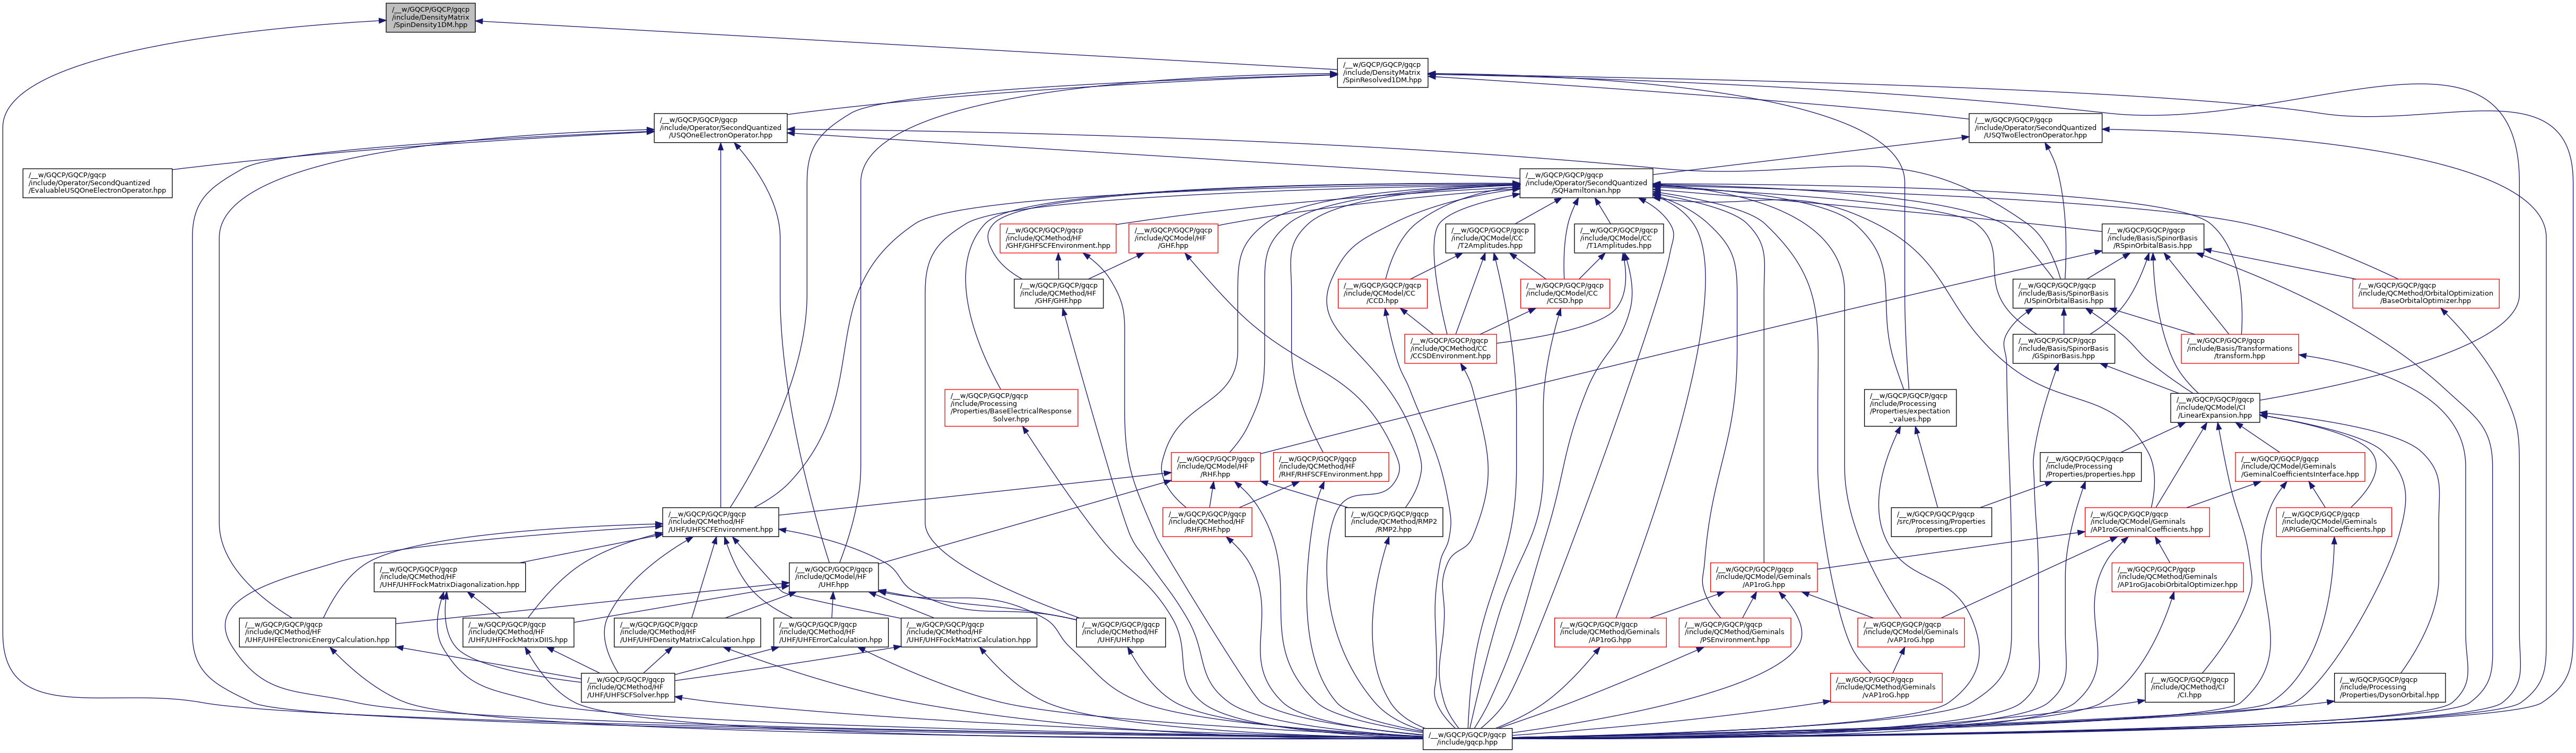 /__w/GQCP/GQCP/gqcp
/include/DensityMatrix
/SpinDensity1DM.hpp
/__w/GQCP/GQCP/gqcp
/include/DensityMatrix
/SpinResolved1DM.hpp
/__w/GQCP/GQCP/gqcp
/include/Operator/SecondQuantized
/USQOneElectronOperator.hpp
/__w/GQCP/GQCP/gqcp
/include/Operator/SecondQuantized
/USQTwoElectronOperator.hpp
/__w/GQCP/GQCP/gqcp
/include/Operator/SecondQuantized
/EvaluableUSQOneElectronOperator.hpp
/__w/GQCP/GQCP/gqcp
/include/Operator/SecondQuantized
/SQHamiltonian.hpp
/__w/GQCP/GQCP/gqcp
/include/QCMethod/HF
/GHF/GHFSCFEnvironment.hpp
/__w/GQCP/GQCP/gqcp
/include/QCModel/HF
/GHF.hpp
/__w/GQCP/GQCP/gqcp
/include/QCModel/CC
/T2Amplitudes.hpp
/__w/GQCP/GQCP/gqcp
/include/QCModel/CC
/T1Amplitudes.hpp
/__w/GQCP/GQCP/gqcp
/include/Basis/SpinorBasis
/RSpinOrbitalBasis.hpp
/__w/GQCP/GQCP/gqcp
/include/QCMethod/HF
/GHF/GHF.hpp
/__w/GQCP/GQCP/gqcp
/include/QCModel/CC
/CCD.hpp
/__w/GQCP/GQCP/gqcp
/include/QCModel/CC
/CCSD.hpp
/__w/GQCP/GQCP/gqcp
/include/Basis/SpinorBasis
/USpinOrbitalBasis.hpp
/__w/GQCP/GQCP/gqcp
/include/QCMethod/OrbitalOptimization
/BaseOrbitalOptimizer.hpp
/__w/GQCP/GQCP/gqcp
/include/QCMethod/CC
/CCSDEnvironment.hpp
/__w/GQCP/GQCP/gqcp
/include/Basis/SpinorBasis
/GSpinorBasis.hpp
/__w/GQCP/GQCP/gqcp
/include/Basis/Transformations
/transform.hpp
/__w/GQCP/GQCP/gqcp
/include/Processing
/Properties/BaseElectricalResponse
Solver.hpp
/__w/GQCP/GQCP/gqcp
/include/Processing
/Properties/expectation
_values.hpp
/__w/GQCP/GQCP/gqcp
/include/QCModel/CI
/LinearExpansion.hpp
/__w/GQCP/GQCP/gqcp
/include/QCModel/HF
/RHF.hpp
/__w/GQCP/GQCP/gqcp
/include/QCMethod/HF
/RHF/RHFSCFEnvironment.hpp
/__w/GQCP/GQCP/gqcp
/include/Processing
/Properties/properties.hpp
/__w/GQCP/GQCP/gqcp
/include/QCModel/Geminals
/GeminalCoefficientsInterface.hpp
/__w/GQCP/GQCP/gqcp
/include/QCMethod/HF
/UHF/UHFSCFEnvironment.hpp
/__w/GQCP/GQCP/gqcp
/include/QCMethod/HF
/RHF/RHF.hpp
/__w/GQCP/GQCP/gqcp
/include/QCMethod/RMP2
/RMP2.hpp
/__w/GQCP/GQCP/gqcp
/src/Processing/Properties
/properties.cpp
/__w/GQCP/GQCP/gqcp
/include/QCModel/Geminals
/AP1roGGeminalCoefficients.hpp
/__w/GQCP/GQCP/gqcp
/include/QCModel/Geminals
/APIGGeminalCoefficients.hpp
/__w/GQCP/GQCP/gqcp
/include/QCMethod/HF
/UHF/UHFFockMatrixDiagonalization.hpp
/__w/GQCP/GQCP/gqcp
/include/QCModel/HF
/UHF.hpp
/__w/GQCP/GQCP/gqcp
/include/QCModel/Geminals
/AP1roG.hpp
/__w/GQCP/GQCP/gqcp
/include/QCMethod/Geminals
/AP1roGJacobiOrbitalOptimizer.hpp
/__w/GQCP/GQCP/gqcp
/include/QCMethod/HF
/UHF/UHFElectronicEnergyCalculation.hpp
/__w/GQCP/GQCP/gqcp
/include/QCMethod/HF
/UHF/UHFFockMatrixDIIS.hpp
/__w/GQCP/GQCP/gqcp
/include/QCMethod/HF
/UHF/UHFDensityMatrixCalculation.hpp
/__w/GQCP/GQCP/gqcp
/include/QCMethod/HF
/UHF/UHFErrorCalculation.hpp
/__w/GQCP/GQCP/gqcp
/include/QCMethod/HF
/UHF/UHFFockMatrixCalculation.hpp
/__w/GQCP/GQCP/gqcp
/include/QCMethod/HF
/UHF/UHF.hpp
/__w/GQCP/GQCP/gqcp
/include/QCMethod/Geminals
/AP1roG.hpp
/__w/GQCP/GQCP/gqcp
/include/QCMethod/Geminals
/PSEnvironment.hpp
/__w/GQCP/GQCP/gqcp
/include/QCModel/Geminals
/vAP1roG.hpp
/__w/GQCP/GQCP/gqcp
/include/QCMethod/HF
/UHF/UHFSCFSolver.hpp
/__w/GQCP/GQCP/gqcp
/include/QCMethod/Geminals
/vAP1roG.hpp
/__w/GQCP/GQCP/gqcp
/include/QCMethod/CI
/CI.hpp
/__w/GQCP/GQCP/gqcp
/include/Processing
/Properties/DysonOrbital.hpp
/__w/GQCP/GQCP/gqcp
/include/gqcp.hpp